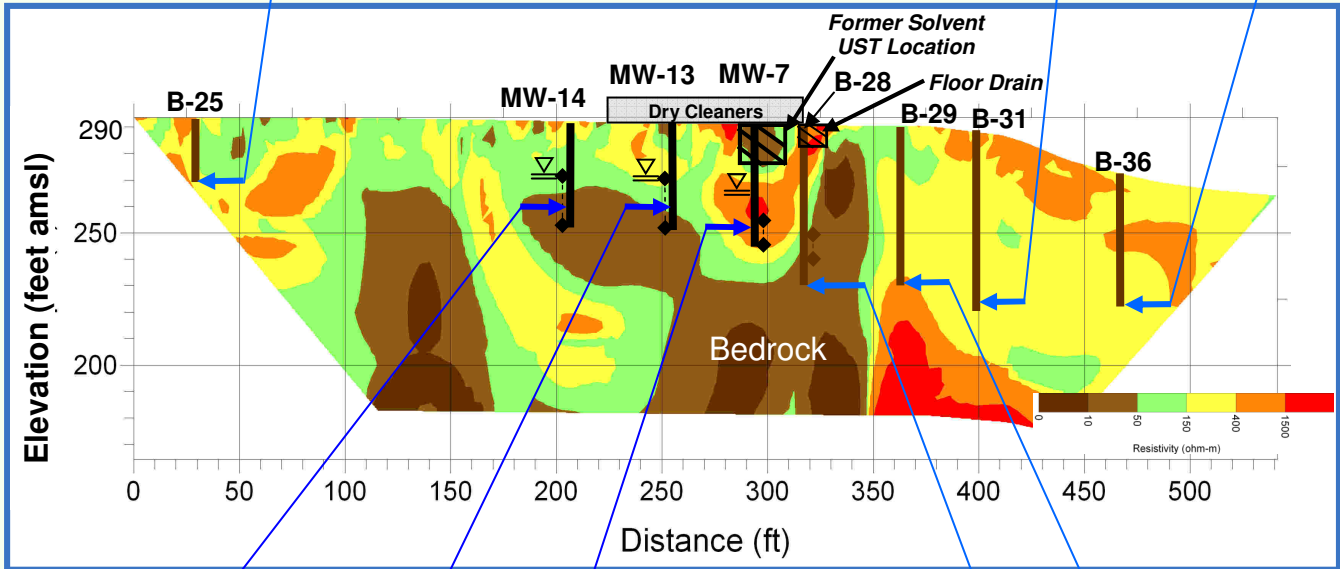 Former Solvent
UST Location
MW-13
MW-7
B-28
Floor Drain
B-25
MW-14
Dry Cleaners
B-29
B-31
B-36
290
250
200
Elevation (feet amsl)
Bedrock
0
10
50
150
400
1500
Resistivity (ohm-m)
0
50
100
150
200
250
300
350
400
450
500
Distance (ft)